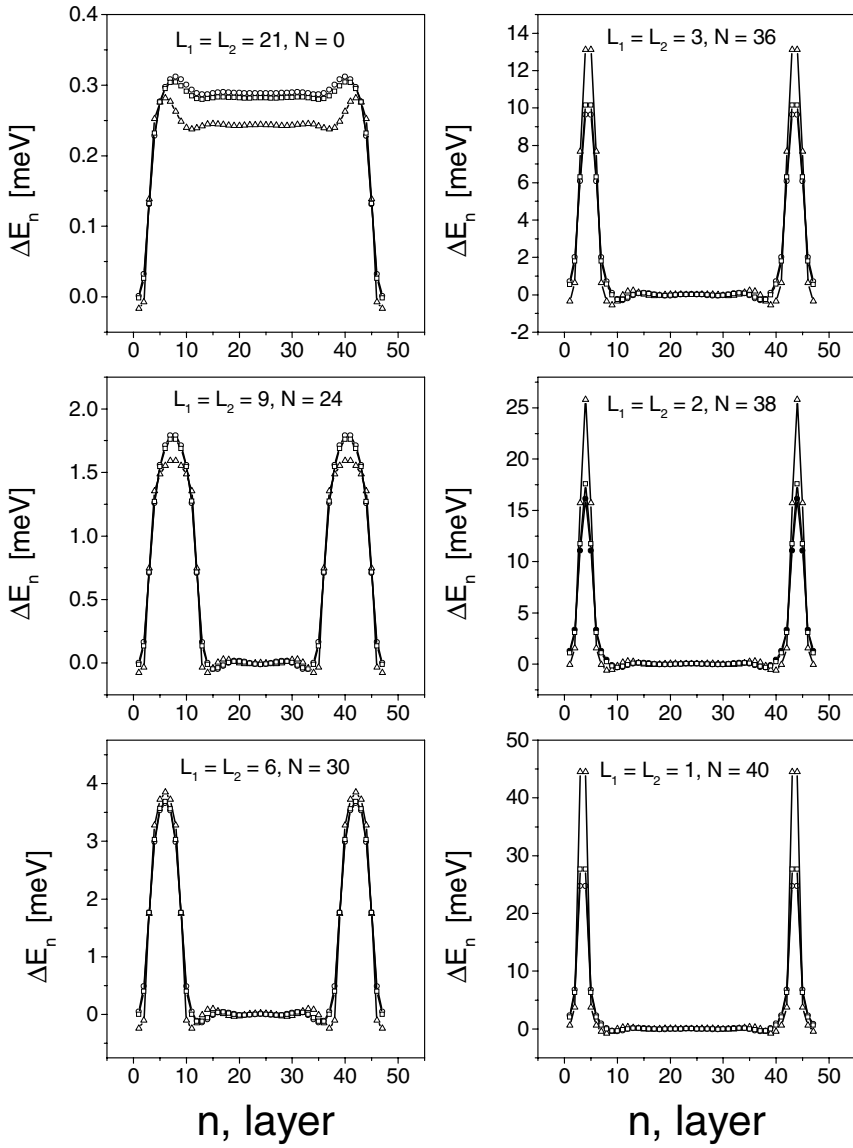 0.4
0.3
0.2
0.1
0.0
ΔEₙ [meV]
L₁ = L₂ = 21, N = 0
0 10 20 30 40 50
14
12
10
8
6
4
2
0
-2
ΔEₙ [meV]
L₁ = L₂ = 3, N = 36
0 10 20 30 40 50
2.0
1.5
1.0
0.5
0.0
ΔEₙ [meV]
L₁ = L₂ = 9, N = 24
0 10 20 30 40 50
25
20
15
10
5
0
ΔEₙ [meV]
L₁ = L₂ = 2, N = 38
0 10 20 30 40 50
4
3
2
1
0
ΔEₙ [meV]
L₁ = L₂ = 6, N = 30
0 10 20 30 40 50
n, layer
50
40
30
20
10
0
ΔEₙ [meV]
L₁ = L₂ = 1, N = 40
0 10 20 30 40 50
n, layer